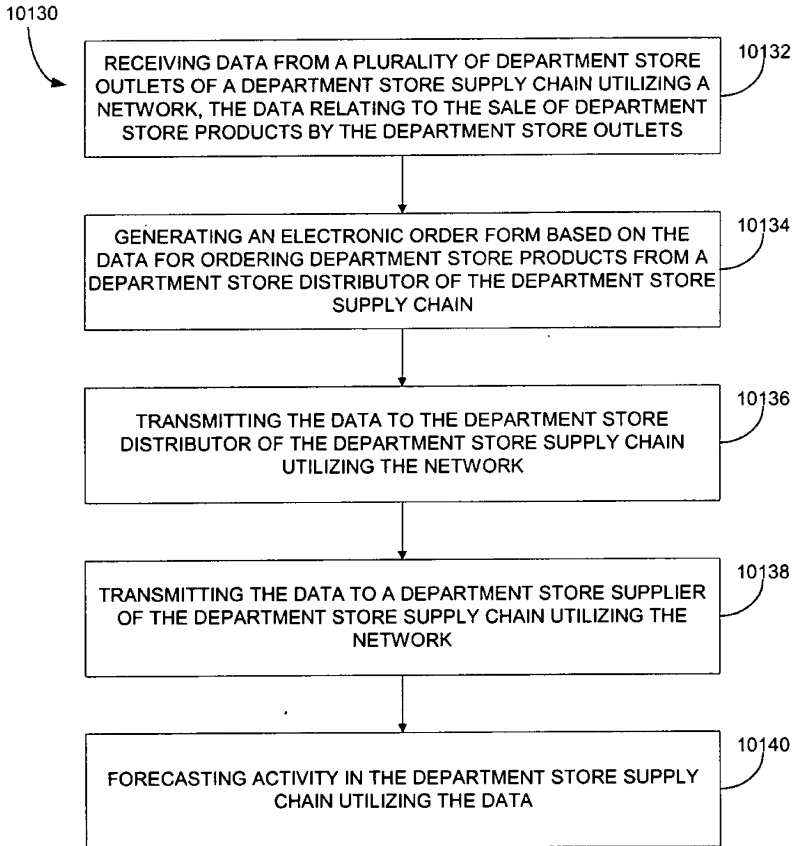 10130
RECEIVING DATA FROM A PLURALITY OF DEPARTMENT STORE
OUTLETS OF A DEPARTMENT STORE SUPPLY CHAIN UTILIZING A
NETWORK, THE DATA RELATING TO THE SALE OF DEPARTMENT
STORE PRODUCTS BY THE DEPARTMENT STORE OUTLETS
10132
GENERATING AN ELECTRONIC ORDER FORM BASED ON THE
DATA FOR ORDERING DEPARTMENT STORE PRODUCTS FROM A
DEPARTMENT STORE DISTRIBUTOR OF THE DEPARTMENT STORE
SUPPLY CHAIN
10134
TRANSMITTING THE DATA TO THE DEPARTMENT STORE
DISTRIBUTOR OF THE DEPARTMENT STORE SUPPLY CHAIN
UTILIZING THE NETWORK
10136
TRANSMITTING THE DATA TO A DEPARTMENT STORE SUPPLIER
OF THE DEPARTMENT STORE SUPPLY CHAIN UTILIZING THE
NETWORK
10138
FORECASTING ACTIVITY IN THE DEPARTMENT STORE SUPPLY
CHAIN UTILIZING THE DATA
10140